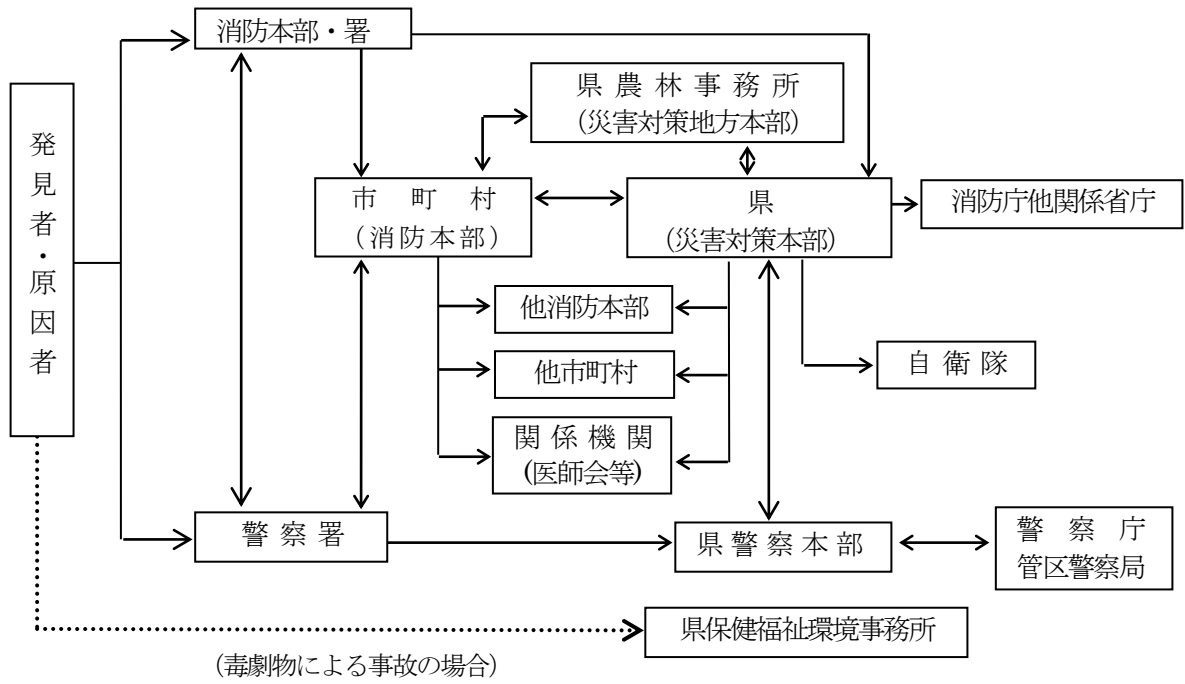 消防本部・署
県農林事務所
(災害対策地方本部)
発見者・原因者
市町村
(消防本部)
県
(災害対策本部)
消防庁他関係省庁
他消防本部
他市町村
自衛隊
関係機関
(医師会等)
警察署
県警察本部
警察庁
管区警察局
県保健福祉環境事務所
(毒劇物による事故の場合)